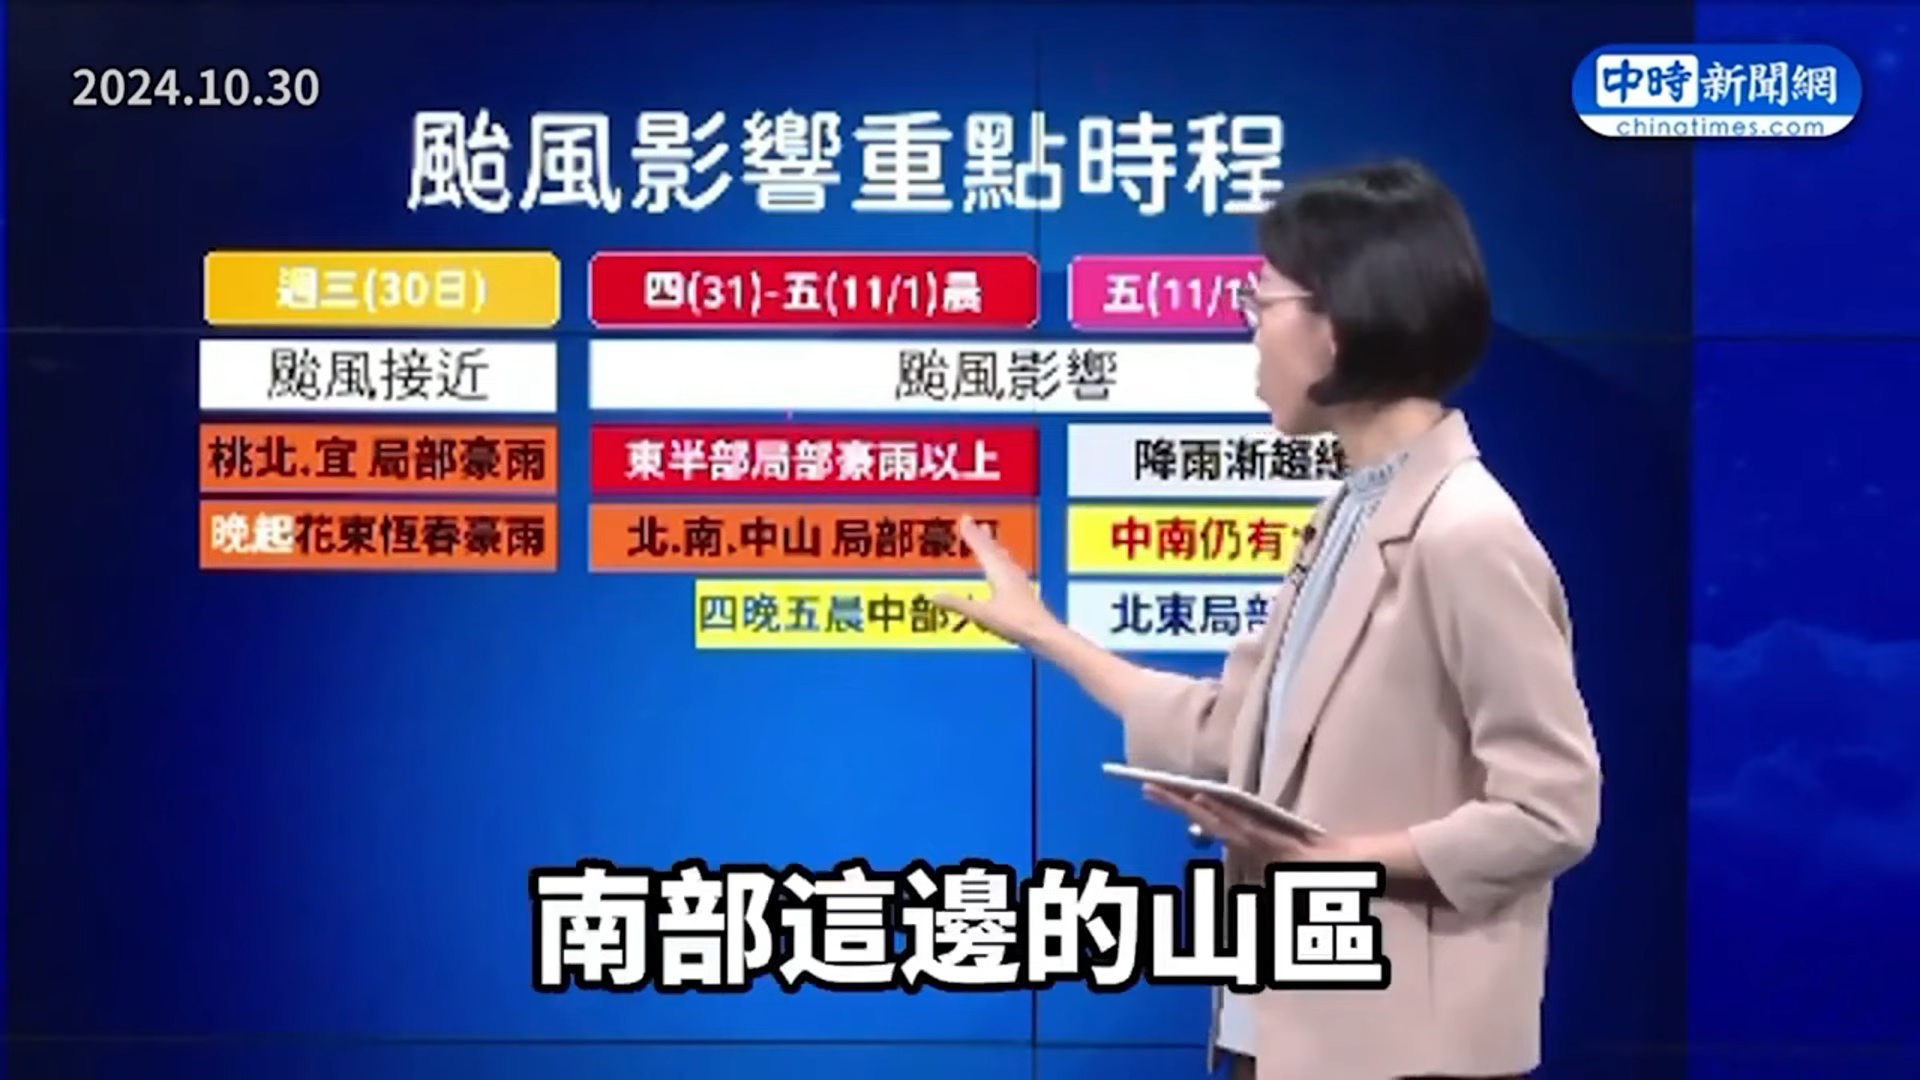 2024.10.30
中時新聞網
chinatimes.com
颱風影響重點時程
週三(30日)
四(31)-五(11/1)晨
五(11/1)
颱風接近
颱風影響
桃北.宜 局部豪雨
東半部局部豪雨以上
降雨漸趨緩
晚起花東恆春豪雨
北.南.中山 局部豪雨
中南仍有
四晚五晨中部大
北東局部
南部這邊的山區